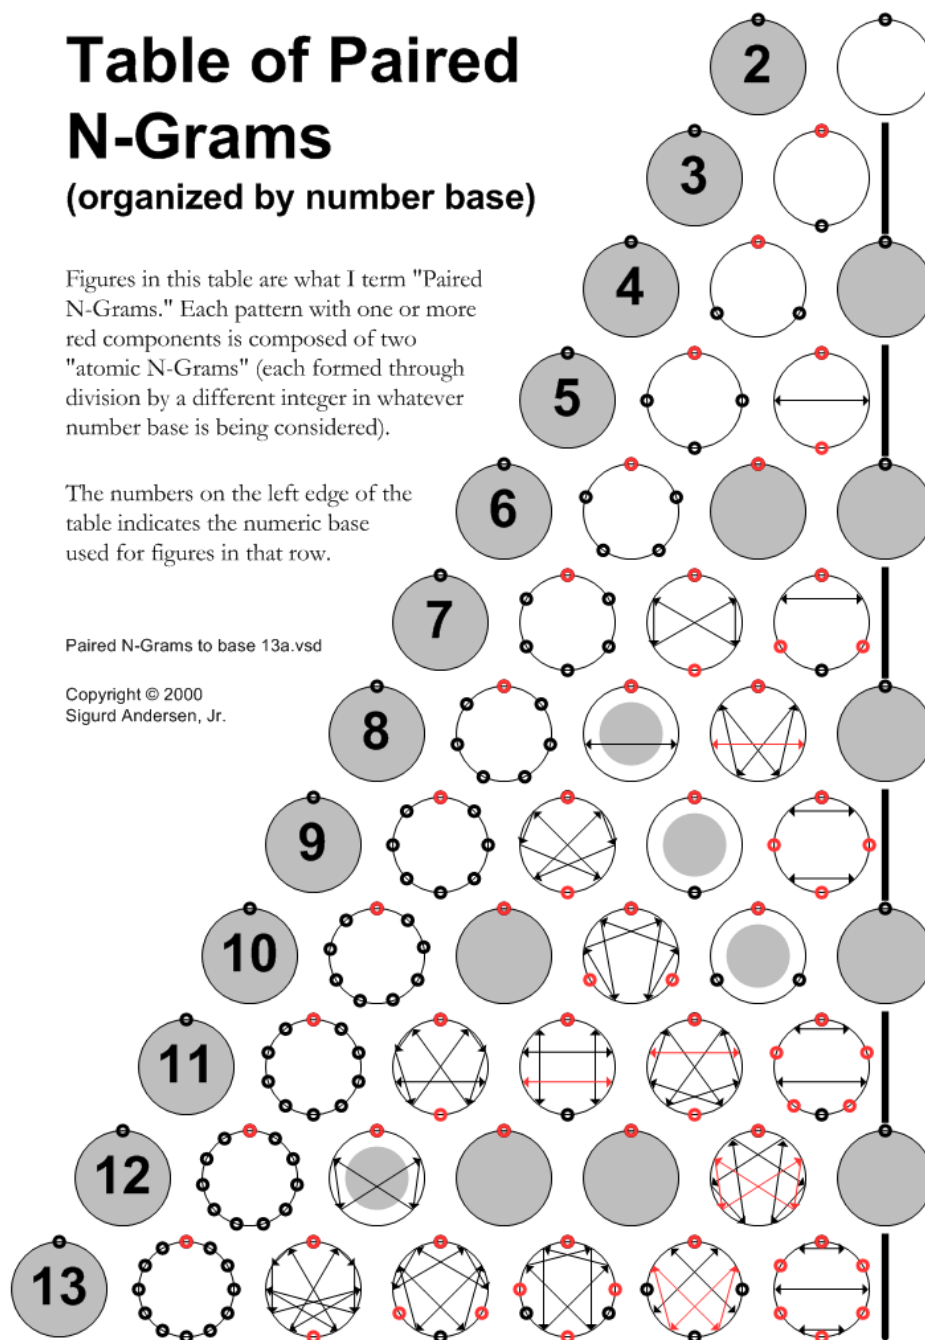 Table of Paired
N-Grams
(organized by number base)
Figures in this table are what I term "Paired
N-Grams." Each pattern with one or more
red components is composed of two
"atomic N-Grams" (each formed through
division by a different integer in whatever
number base is being considered).
The numbers on the left edge of the
table indicates the numeric base
used for figures in that row.
Paired N-Grams to base 13a.vsd
Copyright © 2000
Sigurd Andersen, Jr.
2
3
4
5
6
7
8
9
10
11
12
13